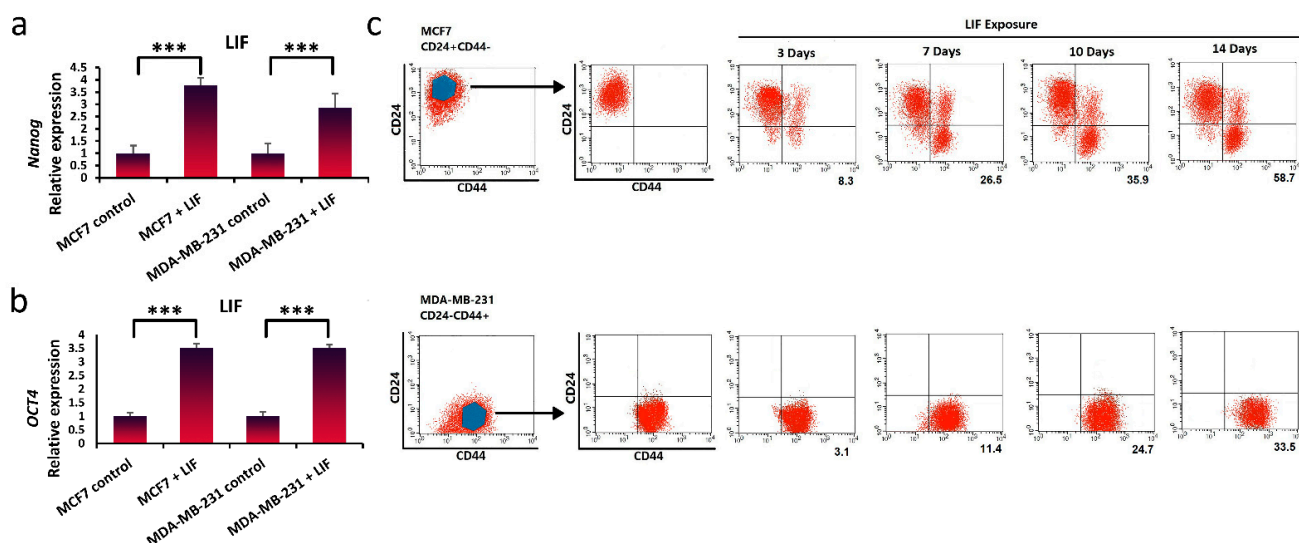 a
LIF
***
***
Nanog
Relative expression
4.5
4
3.5
3
2.5
2
1.5
1
0.5
0
MCF7 control
MCF7 + LIF
MDA-MB-231 control
MDA-MB-231 + LIF
b
LIF
***
***
OCT4
Relative expression
4
3.5
3
2.5
2
1.5
1
0.5
0
MCF7 control
MCF7 + LIF
MDA-MB-231 control
MDA-MB-231 + LIF
c
MCF7
CD24+CD44-
LIF Exposure
3 Days
7 Days
10 Days
14 Days
CD24
CD44
CD24
CD44
8.3
26.5
35.9
58.7
MDA-MB-231
CD24-CD44+
CD24
CD44
CD24
CD44
3.1
11.4
24.7
33.5